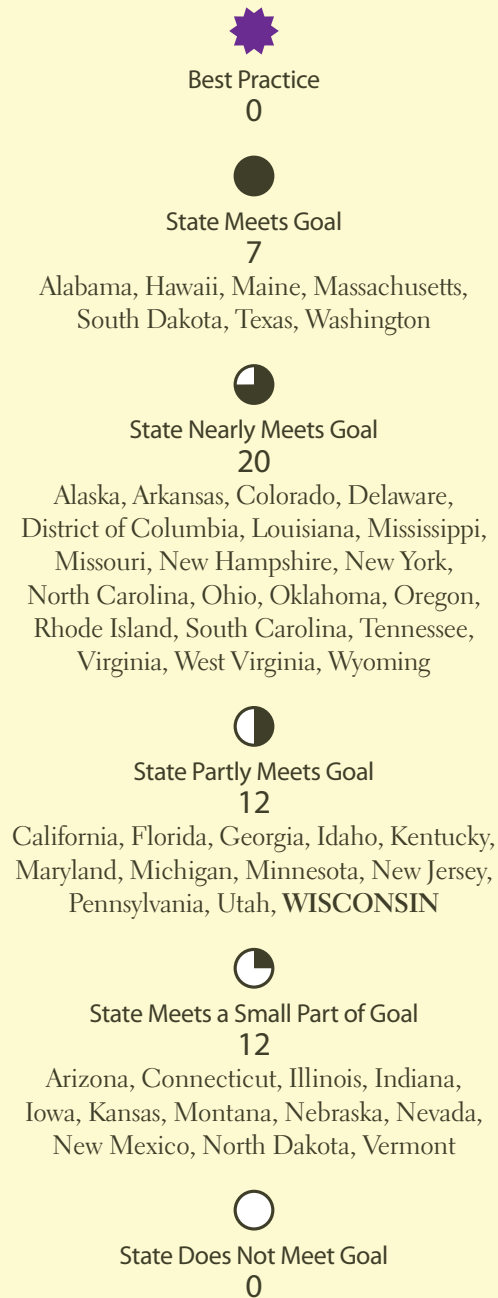 Best Practice
0
State Meets Goal
7
Alabama, Hawaii, Maine, Massachusetts,
South Dakota, Texas, Washington
State Nearly Meets Goal
20
Alaska, Arkansas, Colorado, Delaware,
District of Columbia, Louisiana, Mississippi,
Missouri, New Hampshire, New York,
North Carolina, Ohio, Oklahoma, Oregon,
Rhode Island, South Carolina, Tennessee,
Virginia, West Virginia, Wyoming
State Partly Meets Goal
12
California, Florida, Georgia, Idaho, Kentucky,
Maryland, Michigan, Minnesota, New Jersey,
Pennsylvania, Utah, WISCONSIN
State Meets a Small Part of Goal
12
Arizona, Connecticut, Illinois, Indiana,
Iowa, Kansas, Montana, Nebraska, Nevada,
New Mexico, North Dakota, Vermont
State Does Not Meet Goal
0